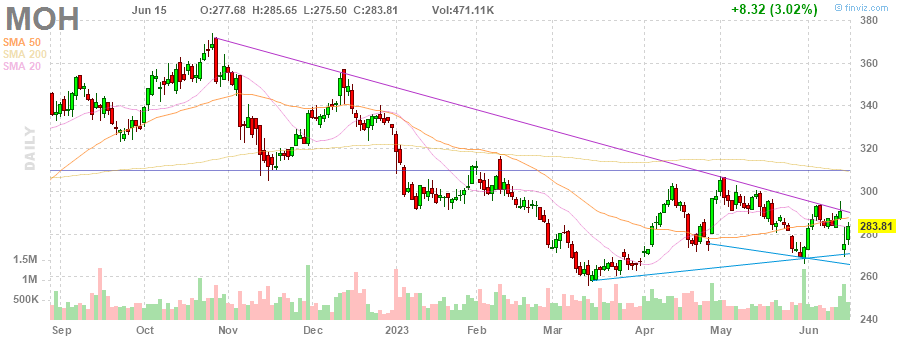 MOH Jun 15 O:277.68 H:285.65 L:275.50 C:283.81 Vol:471.11K +8.32 (3.02%) © finviz.com
SMA 50
SMA 200
SMA 20
DAILY
380
360
340
320
300
280
283.81
260
240
1.5M
1M
500K
Sep Oct Nov Dec 2023 Feb Mar Apr May Jun